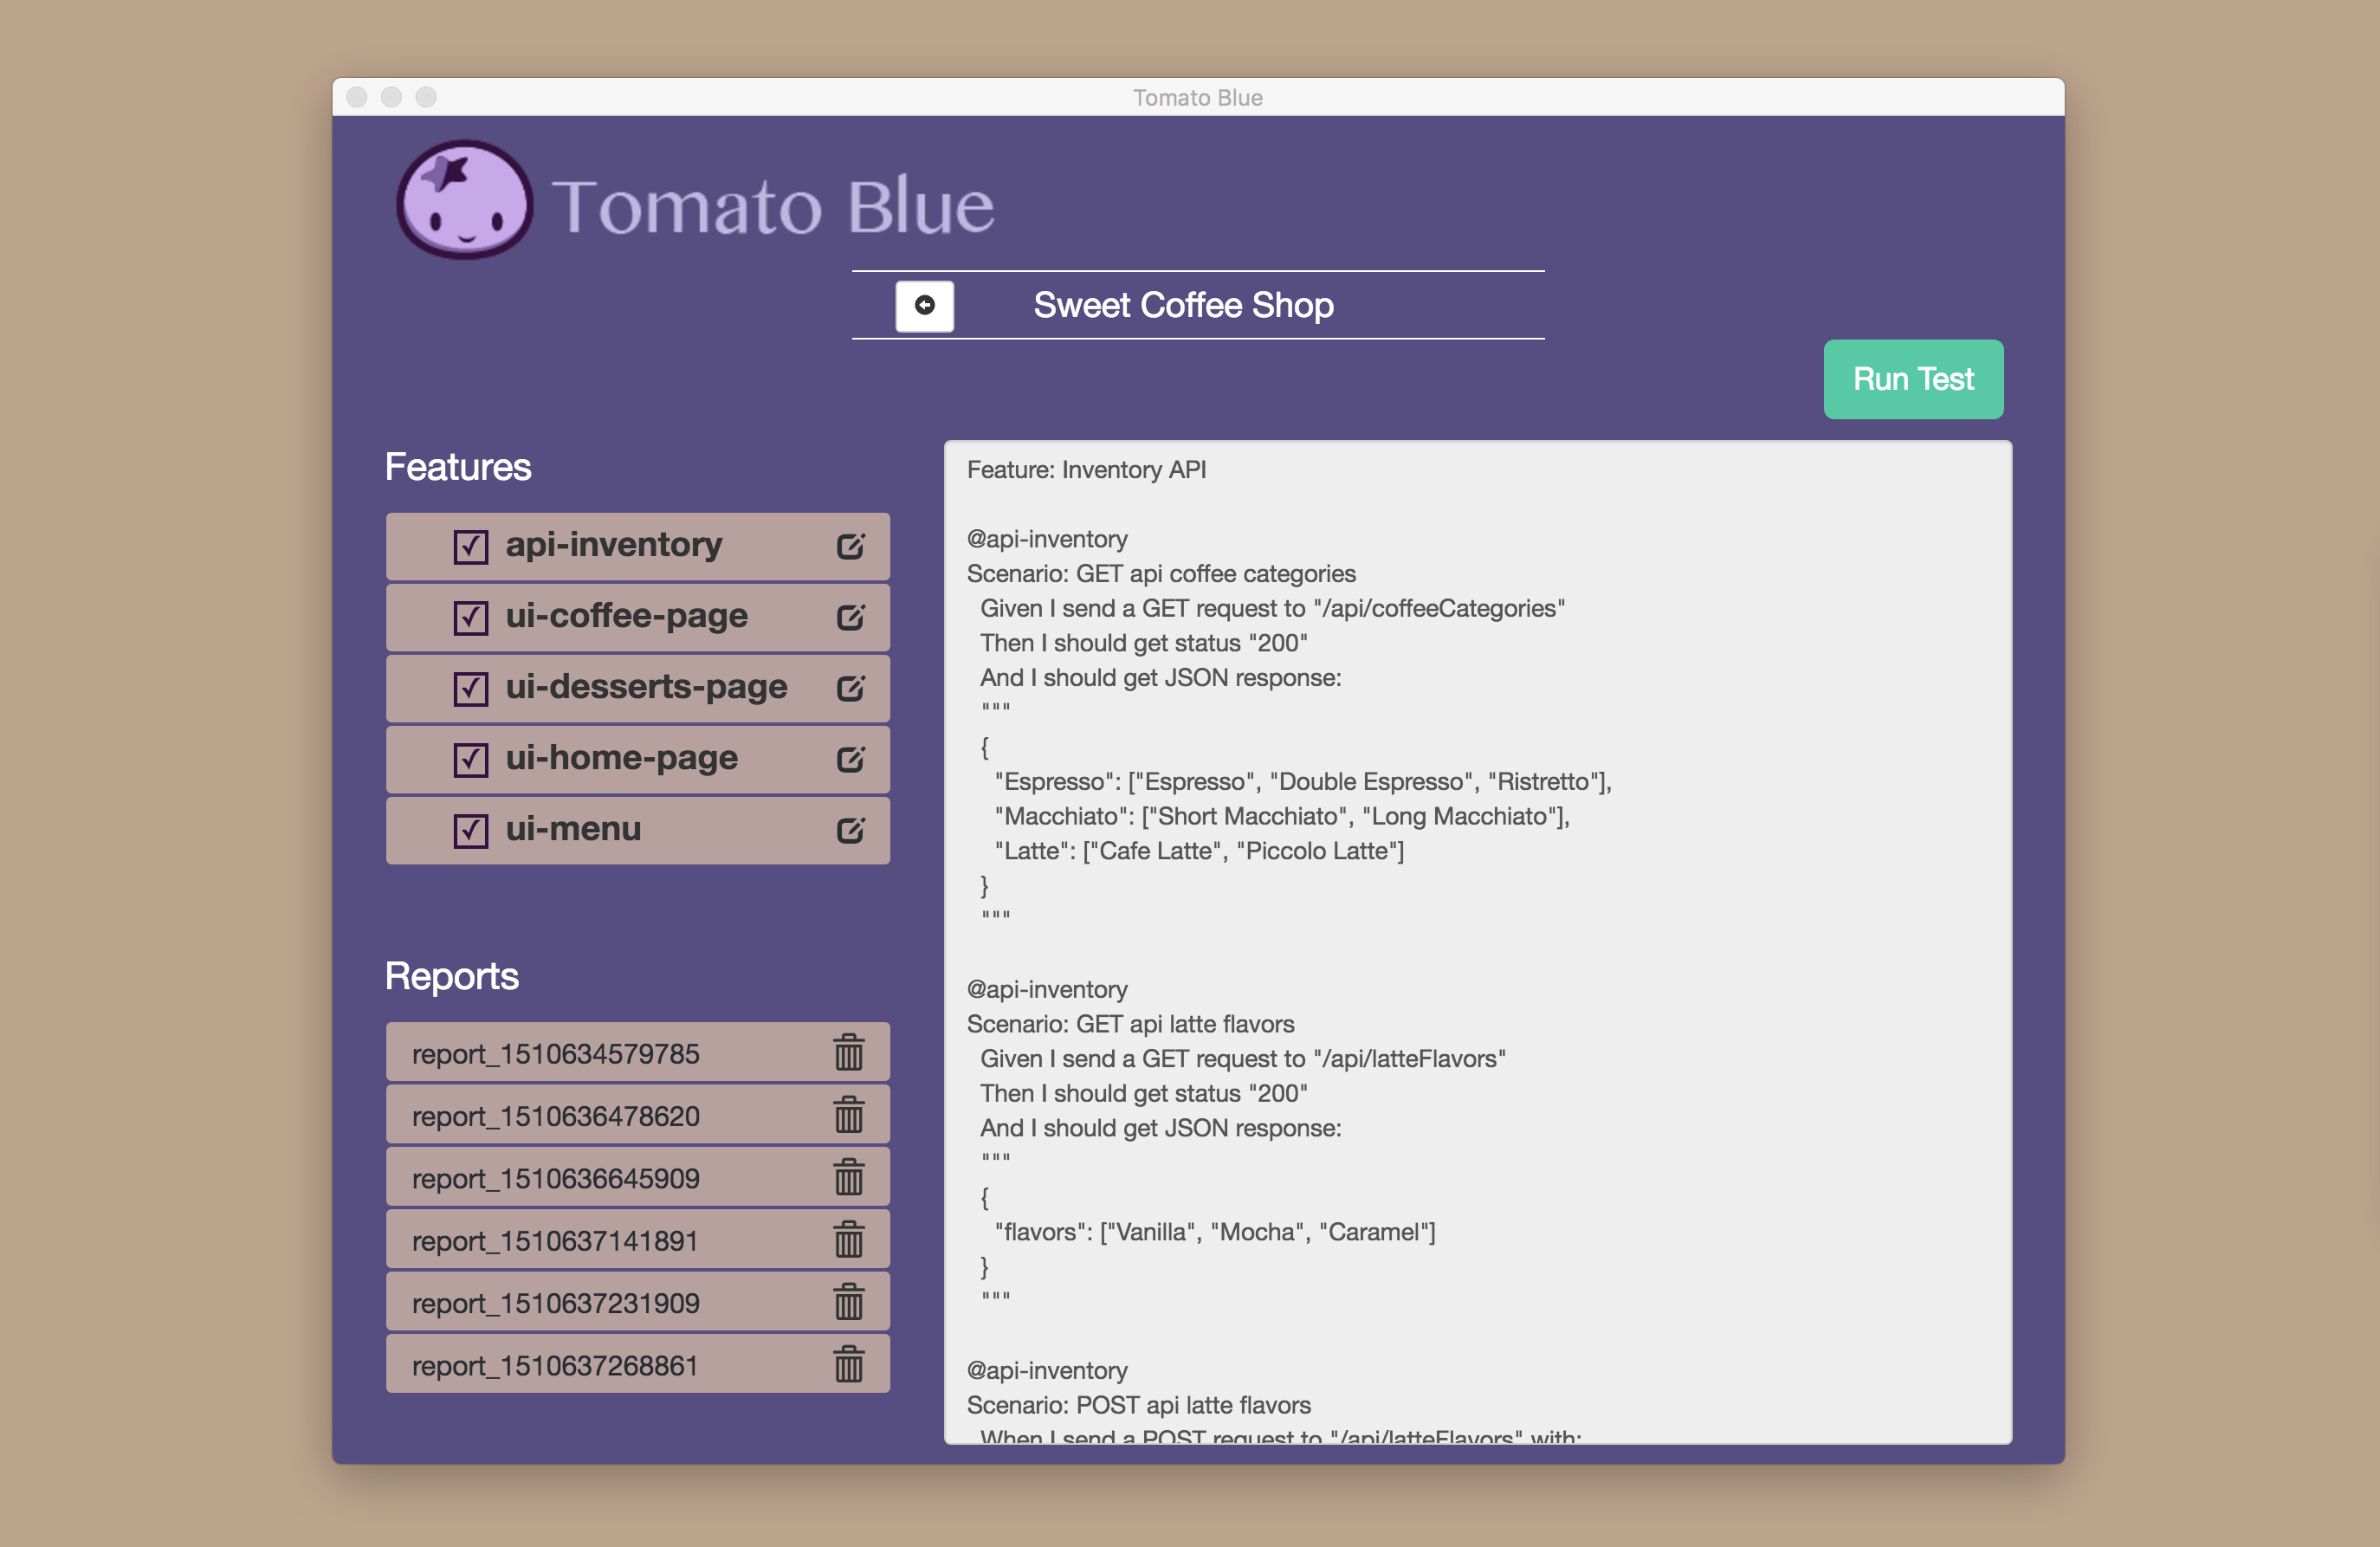 Tomato Blue
Tomato Blue
Sweet Coffee Shop
Run Test
Features
api-inventory
ui-coffee-page
ui-desserts-page
ui-home-page
ui-menu
Reports
report_1510634579785
report_1510636478620
report_1510636645909
report_1510637141891
report_1510637231909
report_1510637268861
Feature: Inventory API
@api-inventory
Scenario: GET api coffee categories
Given I send a GET request to "/api/coffeeCategories"
Then I should get status "200"
And I should get JSON response:
"""
{
"Espresso": ["Espresso", "Double Espresso", "Ristretto"],
"Macchiato": ["Short Macchiato", "Long Macchiato"],
"Latte": ["Cafe Latte", "Piccolo Latte"]
}
"""
@api-inventory
Scenario: GET api latte flavors
Given I send a GET request to "/api/latteFlavors"
Then I should get status "200"
And I should get JSON response:
"""
{
"flavors": ["Vanilla", "Mocha", "Caramel"]
}
"""
@api-inventory
Scenario: POST api latte flavors
When I send a POST request to "/api/latteFlavors" with: